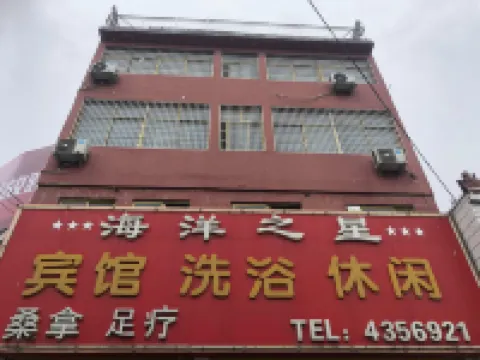 ***海洋之星***
宾馆 洗浴 休闲
桑拿 足疗 TEL: 4356921